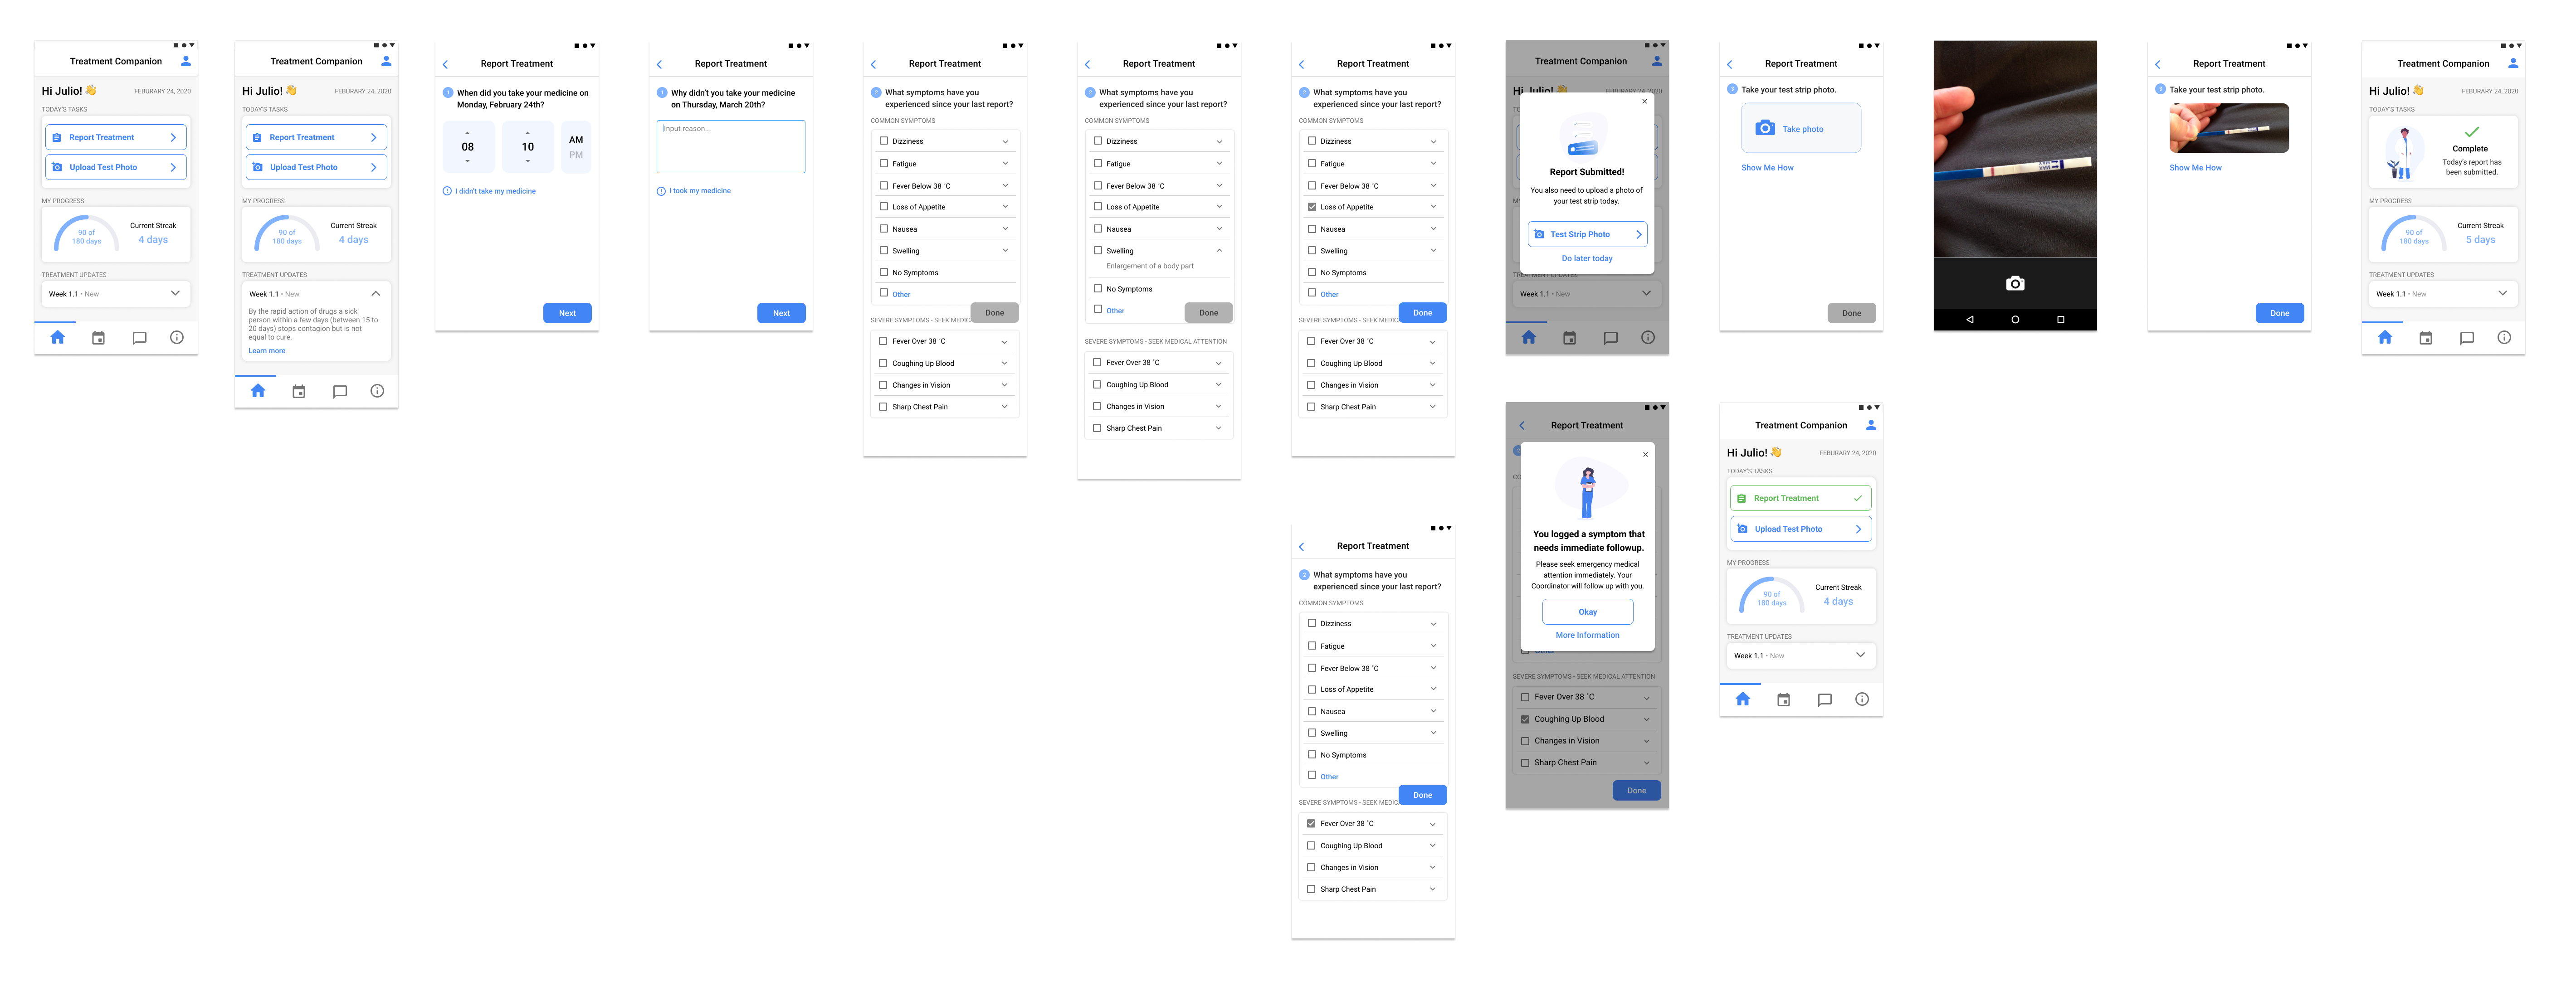 Treatment Companion
Hi Julio! 👋
FEBURARY 24, 2020
TODAY'S TASKS
Report Treatment
Upload Test Photo
MY PROGRESS
90 of
180 days
Current Streak
4 days
TREATMENT UPDATES
Week 1.1 • New
Treatment Companion
Hi Julio! 👋
FEBURARY 24, 2020
TODAY'S TASKS
Report Treatment
Upload Test Photo
MY PROGRESS
90 of
180 days
Current Streak
4 days
TREATMENT UPDATES
Week 1.1 • New
By the rapid action of drugs a sick
person within a few days (between 15 to
20 days) stops contagion but is not
equal to cure.
Learn more
Report Treatment
1 When did you take your medicine on
Monday, February 24th?
08
10
AM
PM
I didn't take my medicine
Next
Report Treatment
1 Why didn't you take your medicine
on Thursday, March 20th?
Input reason...
I took my medicine
Next
Report Treatment
2 What symptoms have you
experienced since your last report?
COMMON SYMPTOMS
Dizziness
Fatigue
Fever Below 38 ˚C
Loss of Appetite
Nausea
Swelling
No Symptoms
Other
Done
SEVERE SYMPTOMS - SEEK MEDIC
Fever Over 38 ˚C
Coughing Up Blood
Changes in Vision
Sharp Chest Pain
Report Treatment
2 What symptoms have you
experienced since your last report?
COMMON SYMPTOMS
Dizziness
Fatigue
Fever Below 38 ˚C
Loss of Appetite
Nausea
Swelling
Enlargement of a body part
No Symptoms
Other
Done
SEVERE SYMPTOMS - SEEK MEDICAL ATTENTION
Fever Over 38 ˚C
Coughing Up Blood
Changes in Vision
Sharp Chest Pain
Report Treatment
2 What symptoms have you
experienced since your last report?
COMMON SYMPTOMS
Dizziness
Fatigue
Fever Below 38 ˚C
Loss of Appetite
Nausea
Swelling
No Symptoms
Other
Done
SEVERE SYMPTOMS - SEEK MEDIC
Fever Over 38 ˚C
Coughing Up Blood
Changes in Vision
Sharp Chest Pain
Treatment Companion
Hi Julio!
FEBURARY 24, 2020
Report Submitted!
You also need to upload a photo of
your test strip today.
Test Strip Photo
Do later today
TREATMENT UPDATES
Week 1.1 • New
Report Treatment
3 Take your test strip photo.
Take photo
Show Me How
Done
Report Treatment
3 Take your test strip photo.
Show Me How
Done
Treatment Companion
Hi Julio! 👋
FEBURARY 24, 2020
TODAY'S TASKS
Complete
Today's report has
been submitted.
MY PROGRESS
90 of
180 days
Current Streak
5 days
TREATMENT UPDATES
Week 1.1 • New
Report Treatment
2 What symptoms have you
experienced since your last report?
COMMON SYMPTOMS
Dizziness
Fatigue
Fever Below 38 ˚C
Loss of Appetite
Nausea
Swelling
No Symptoms
Other
Done
SEVERE SYMPTOMS - SEEK MEDIC
Fever Over 38 ˚C
Coughing Up Blood
Changes in Vision
Sharp Chest Pain
Report Treatment
You logged a symptom that
needs immediate followup.
Please seek emergency medical
attention immediately. Your
Coordinator will follow up with you.
Okay
More Information
Other
SEVERE SYMPTOMS - SEEK MEDICAL ATTENTION
Fever Over 38 ˚C
Coughing Up Blood
Changes in Vision
Sharp Chest Pain
Done
Treatment Companion
Hi Julio! 👋
FEBURARY 24, 2020
TODAY'S TASKS
Report Treatment
Upload Test Photo
MY PROGRESS
90 of
180 days
Current Streak
4 days
TREATMENT UPDATES
Week 1.1 • New